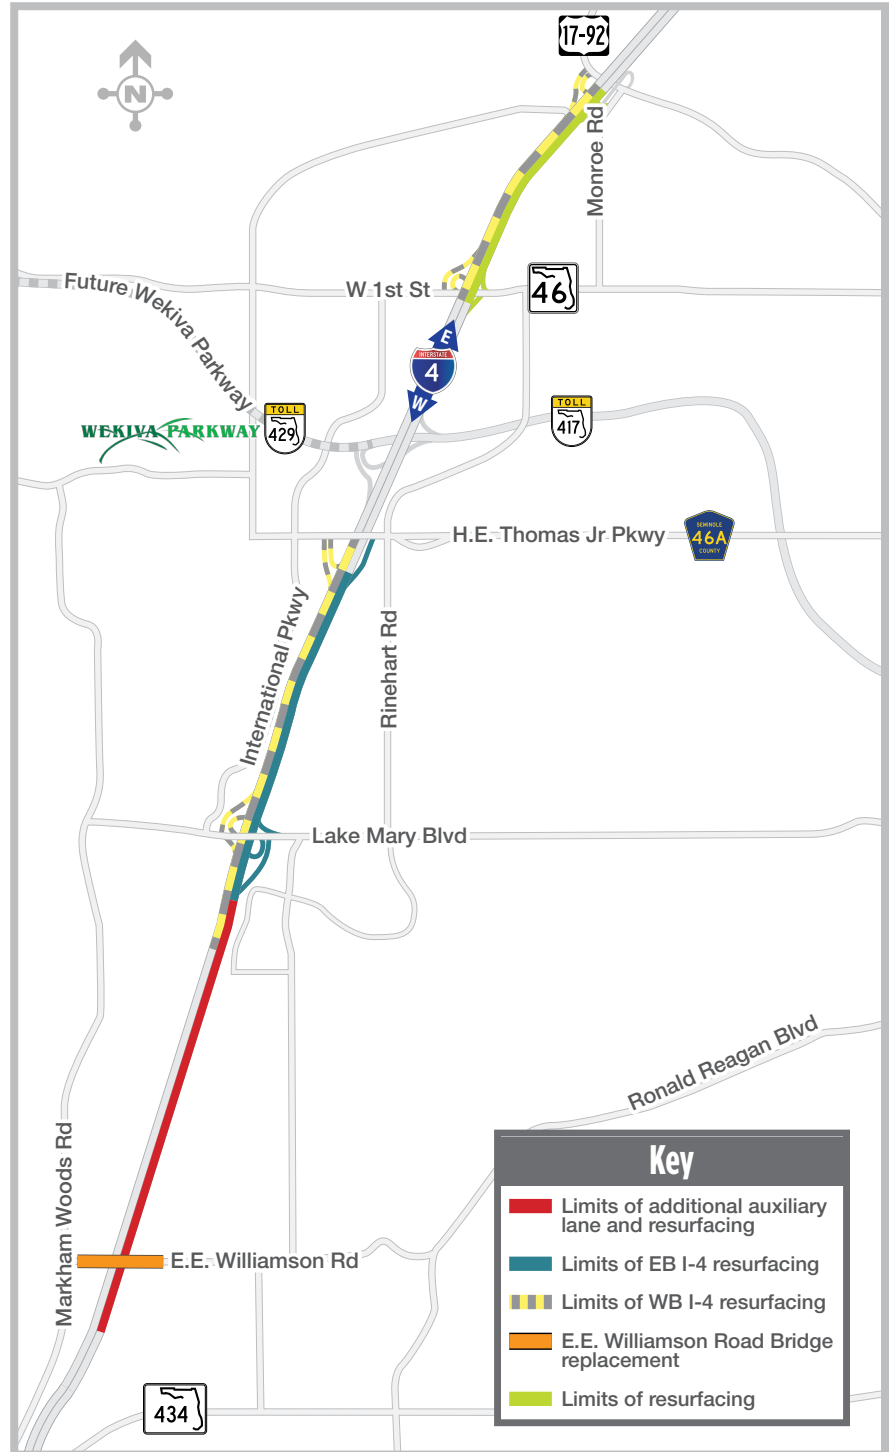 17-92
N
Monroe Rd
Future Wekiva Parkway
W 1st St
46
E
INTERSTATE
4
W
WEKIVA PARKWAY
TOLL
429
TOLL
417
H.E. Thomas Jr Pkwy
SEMINOLE
46A
COUNTY
International Pkwy
Rinehart Rd
Lake Mary Blvd
Ronald Reagan Blvd
Markham Woods Rd
E.E. Williamson Rd
434
Key
Limits of additional auxiliary
lane and resurfacing
Limits of EB I-4 resurfacing
Limits of WB I-4 resurfacing
E.E. Williamson Road Bridge
replacement
Limits of resurfacing